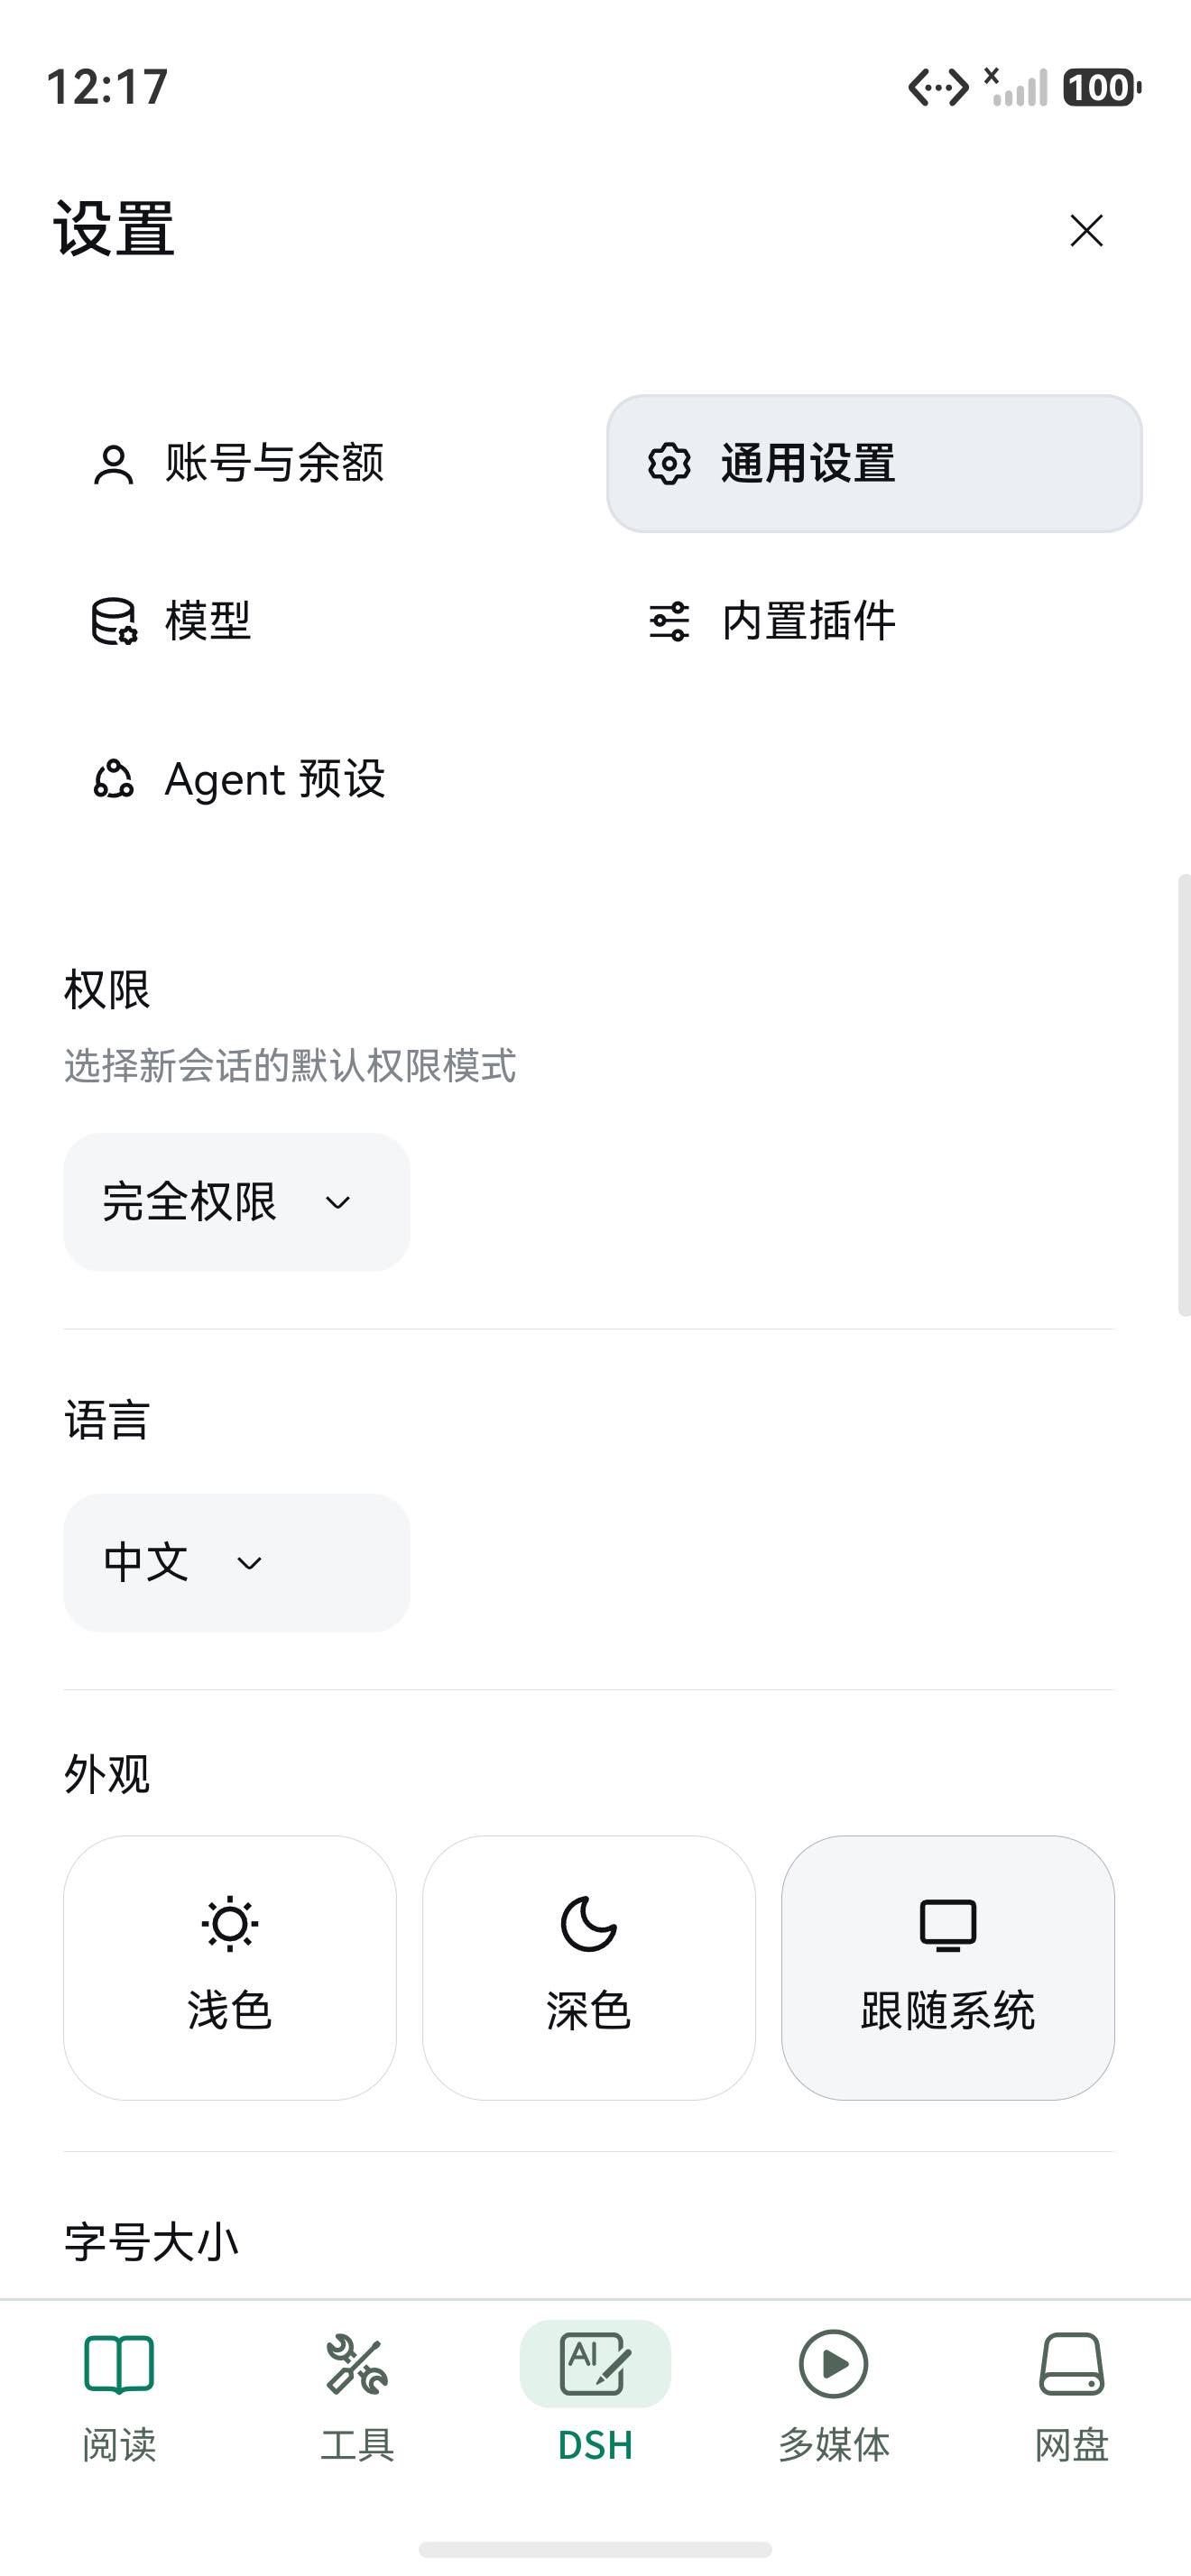 12:17
100
设置
账号与余额
通用设置
模型
内置插件
Agent 预设
权限
选择新会话的默认权限模式
完全权限
语言
中文
外观
浅色
深色
跟随系统
字号大小
AI
阅读
工具
DSH
多媒体
网盘